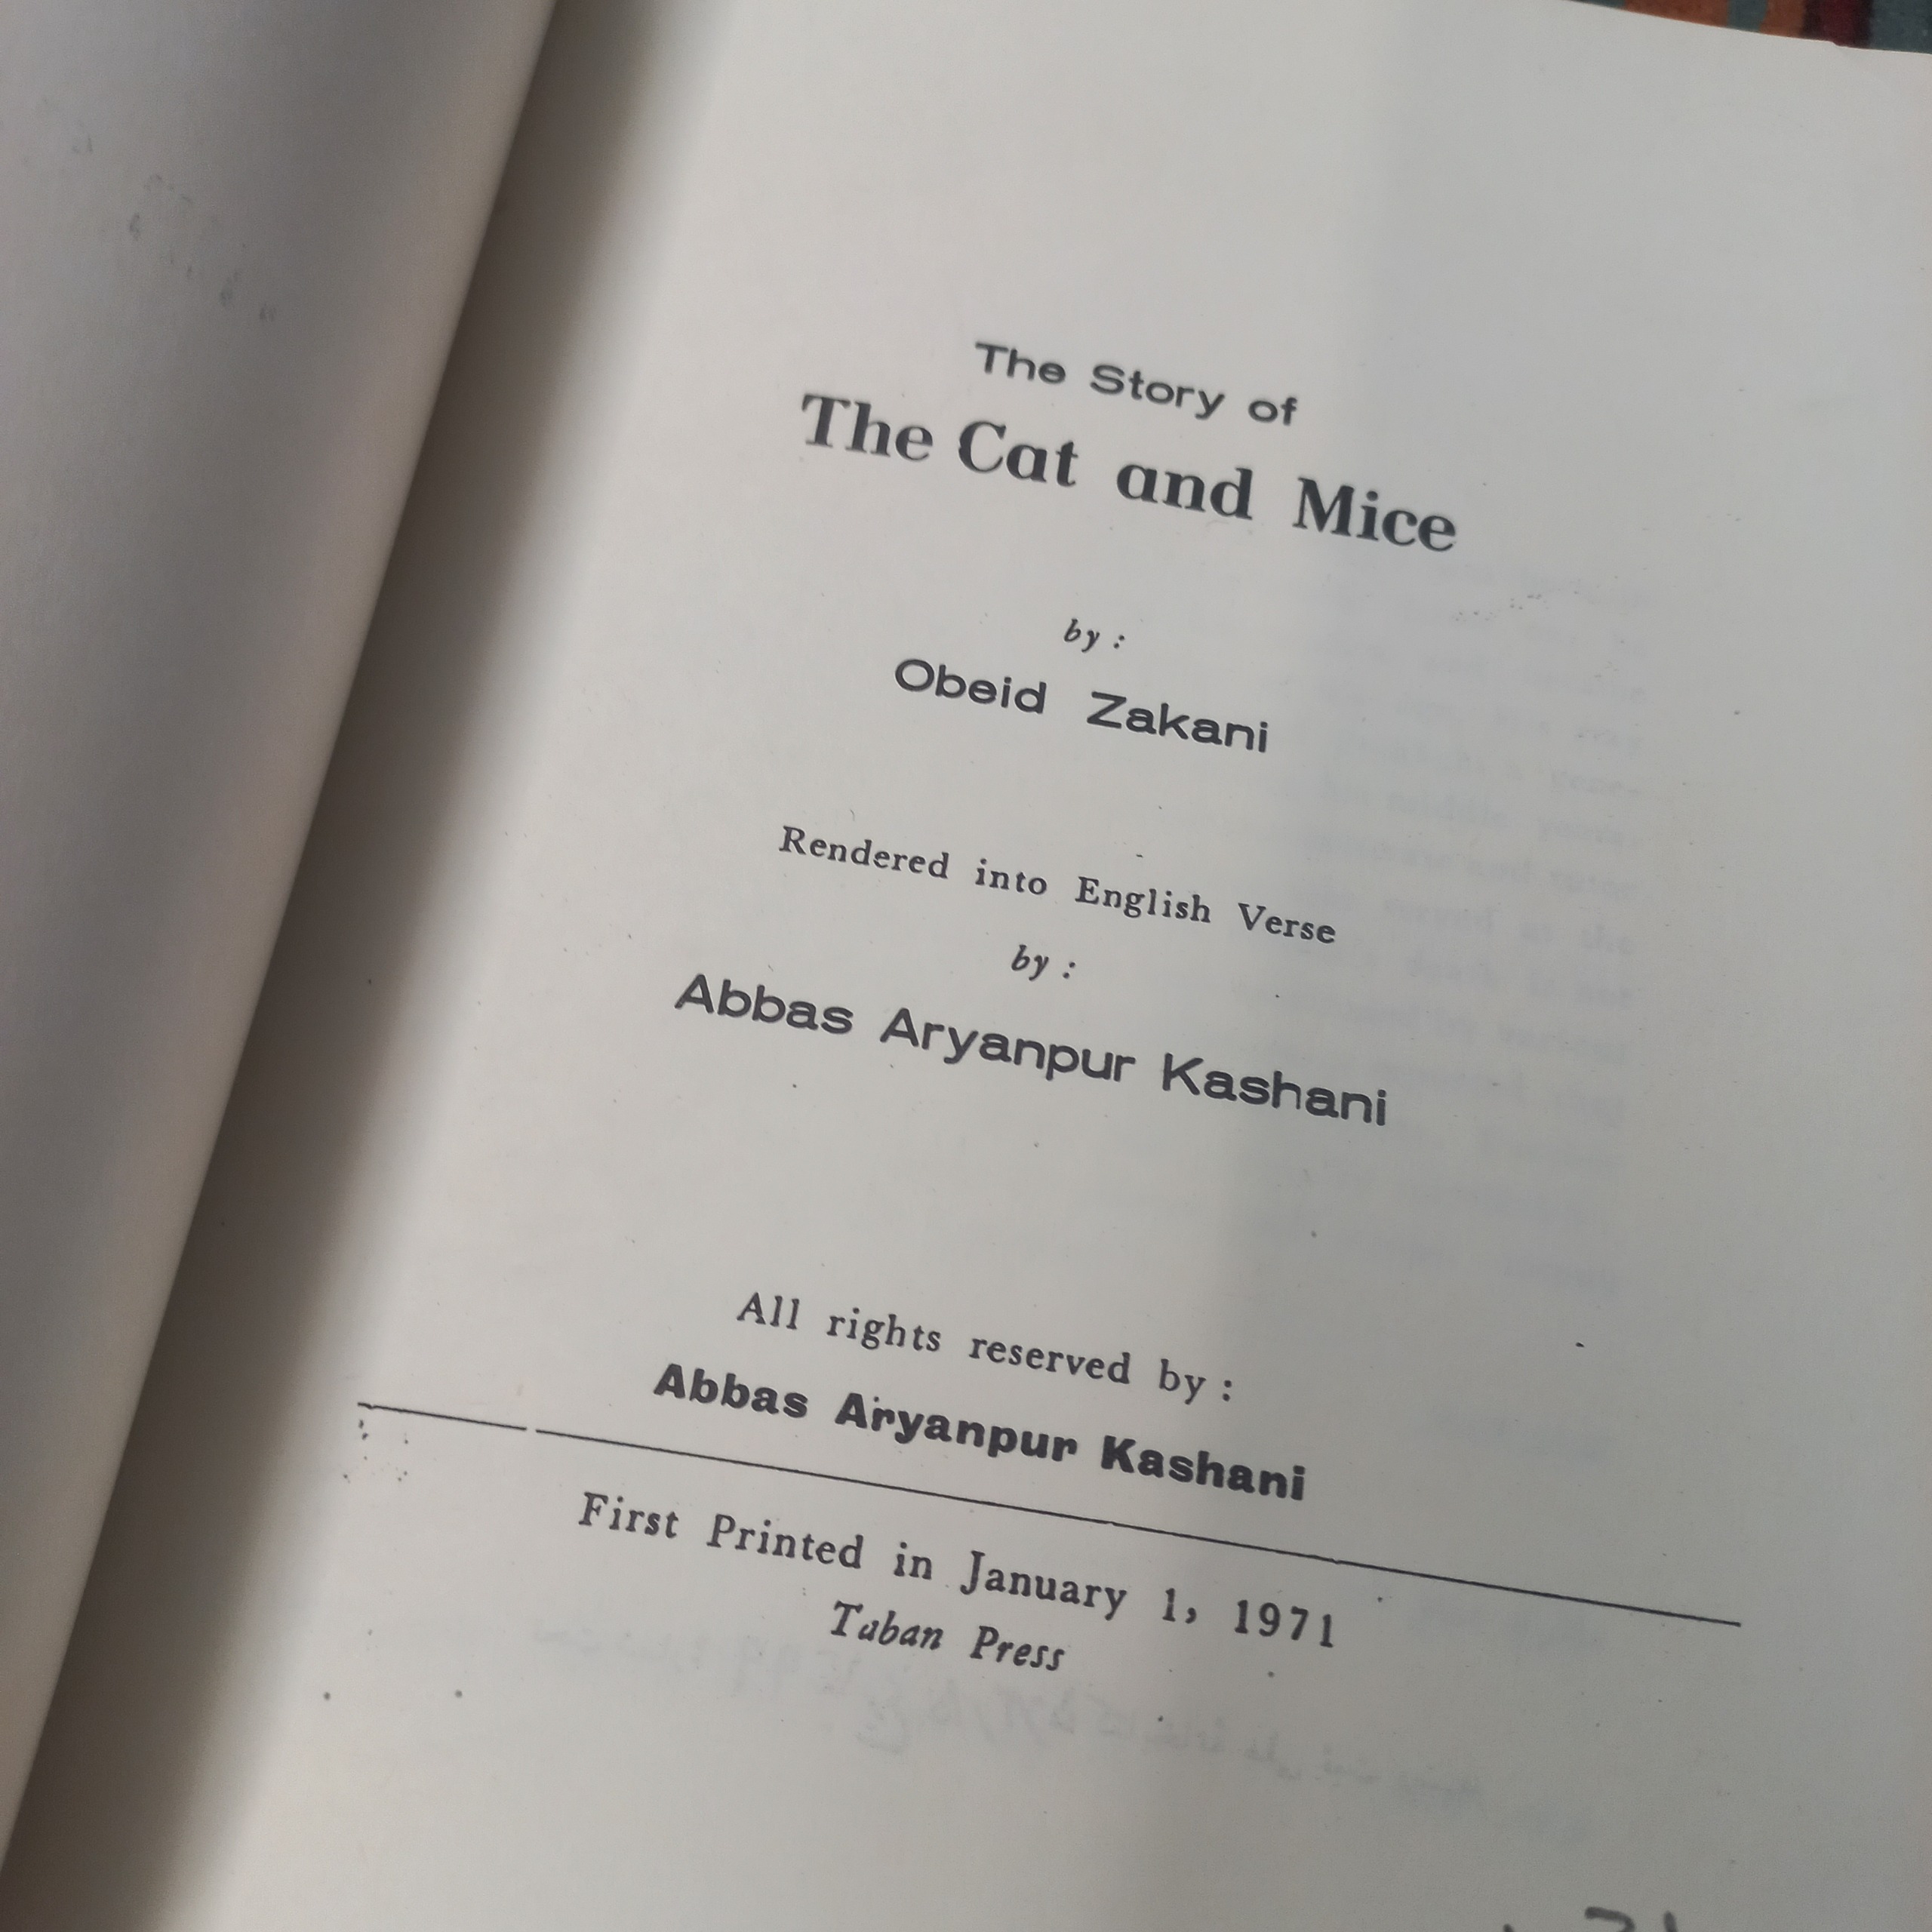 The Story of
The Cat and Mice
by :
Obeid Zakani
Rendered into English Verse
by :
Abbas Aryanpur Kashani
All rights reserved by :
Abbas Aryanpur Kashani
First Printed in January 1, 1971
Taban Press